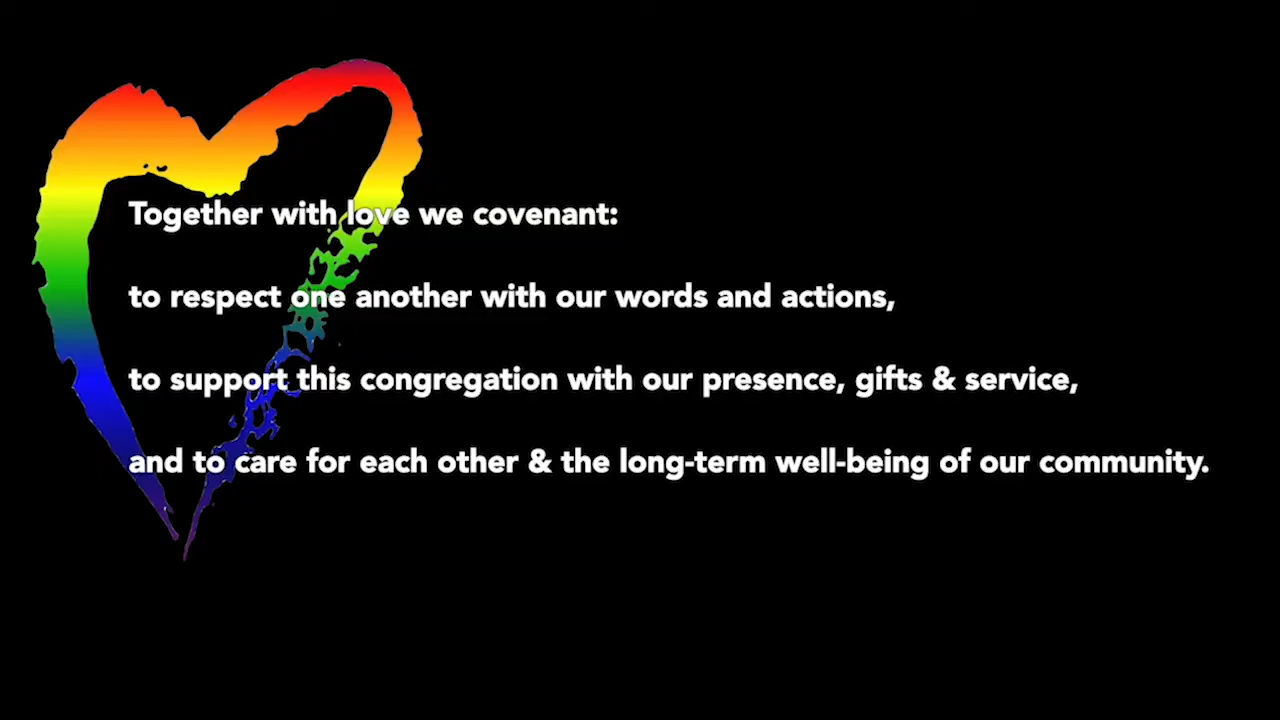 Together with love we covenant:
to respect one another with our words and actions,
to support this congregation with our presence, gifts & service,
and to care for each other & the long-term well-being of our community.